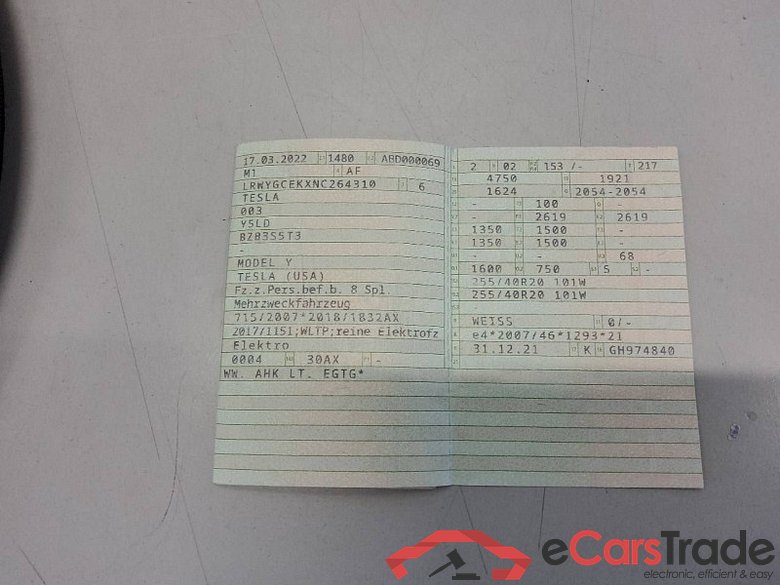 17.03.2022 1480 ABD000069
M1 AF
LRWYGCEKXNC264310 6
TESLA
003
Y5LD
BZ83S5T3
-
MODEL Y
TESLA (USA)
Fz.z.Pers.bef.b. 8 Spl.
Mehrzweckfahrzeug
715/2007*2018/1832AX
2017/1151;WLTP;reine Elektrofz
Elektro
0004 30AX -
WW. AHK LT. EGTG*
2 02 153 /- 217
4750 1921
1624 2054-2054
- 100 -
- 2619 2619
1350 1500 -
1350 1500 -
- - 68
1600 750 S -
255/40R20 101W
255/40R20 101W
-
WEISS 0/-
e4*2007/46*1293*21
31.12.21 K GH974840
eCarsTrade
electronic, efficient & easy